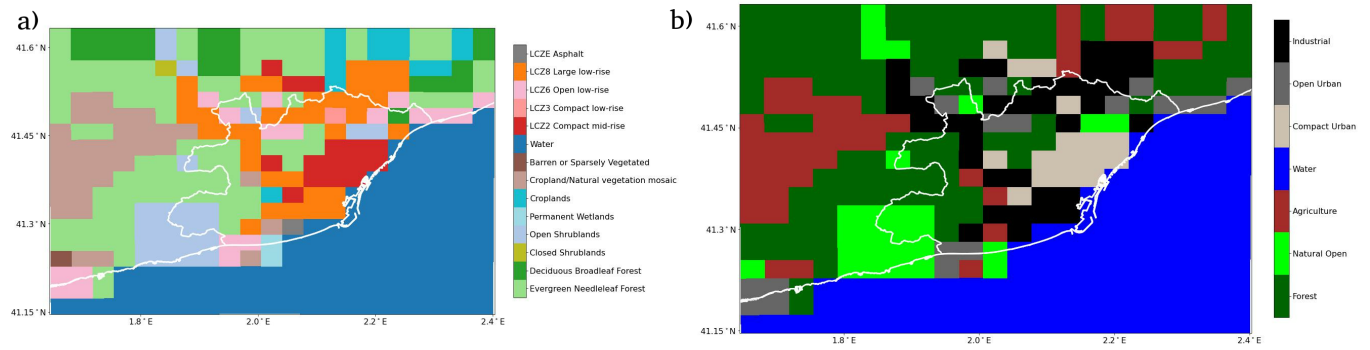 a)
41.6°N
41.45°N
41.3°N
41.15°N
1.8°E
2.0°E
2.2°E
2.4°E
LCZE Asphalt
LCZ8 Large low-rise
LCZ6 Open low-rise
LCZ3 Compact low-rise
LCZ2 Compact mid-rise
Water
Barren or Sparsely Vegetated
Cropland/Natural vegetation mosaic
Croplands
Permanent Wetlands
Open Shrublands
Closed Shrublands
Deciduous Broadleaf Forest
Evergreen Needleleaf Forest
b)
41.6°N
41.45°N
41.3°N
41.15°N
1.8°E
2.0°E
2.2°E
2.4°E
Industrial
Open Urban
Compact Urban
Water
Agriculture
Natural Open
Forest